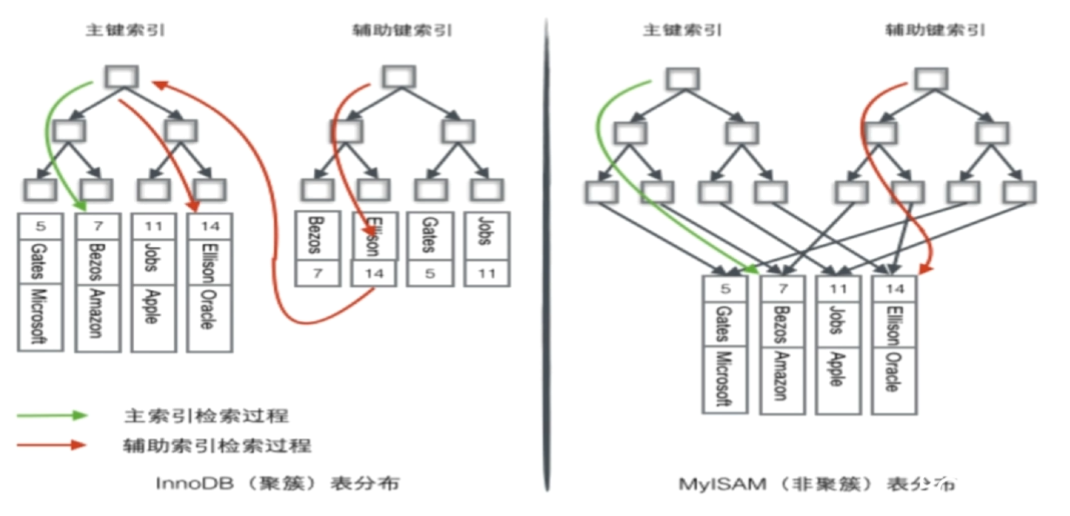 主键索引
辅助键索引
5
Gates
Microsoft
7
Bezos
Amazon
11
Jobs
Apple
14
Ellison
Oracle
Bezos
7
Ellison
14
Gates
5
Jobs
11
主索引检索过程
辅助索引检索过程
InnoDB（聚簇）表分布
主键索引
辅助键索引
5
Gates
Microsoft
7
Bezos
Amazon
11
Jobs
Apple
14
Ellison
Oracle
MyISAM（非聚簇）表分布